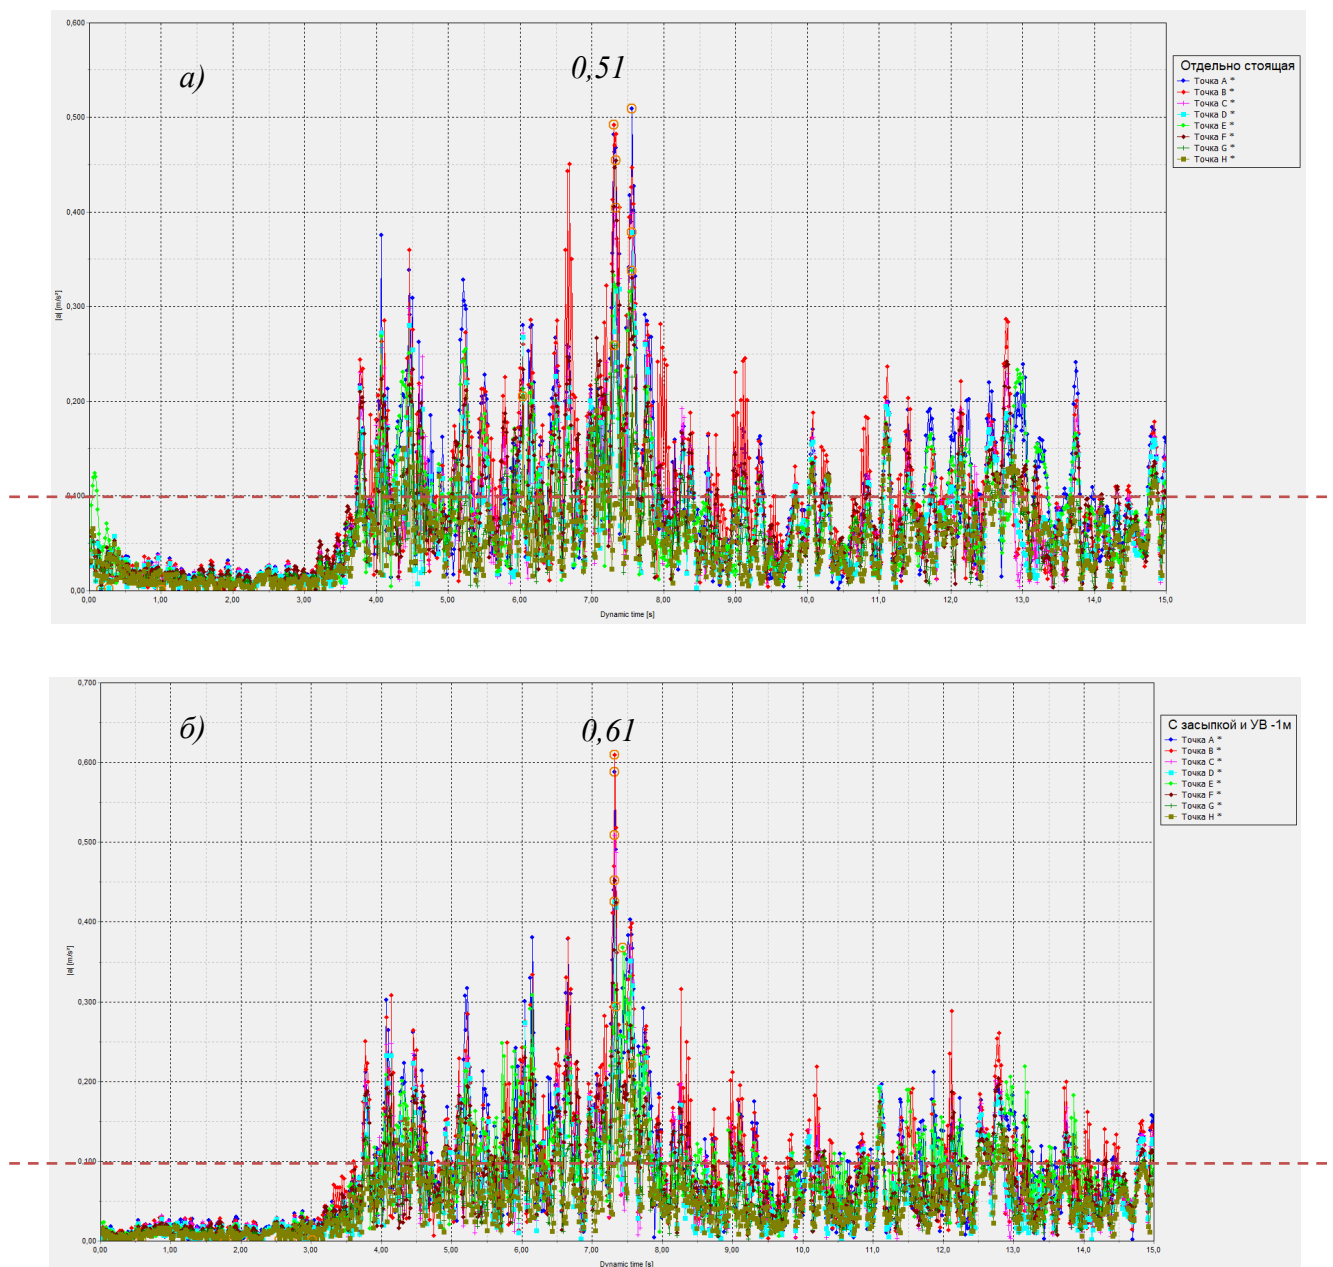 0,600
а)
0,51
Отдельно стоящая
Точка A *
Точка B *
Точка C *
Точка D *
Точка E *
Точка F *
Точка G *
Точка H *
0,500
0,400
|a| [m/s²]
0,300
0,200
0,100
0,00
0,00 1,00 2,00 3,00 4,00 5,00 6,00 7,00 8,00 9,00 10,0 11,0 12,0 13,0 14,0 15,0
Dynamic time [s]
0,700
б)
0,61
С засыпкой и УВ -1м
Точка A *
Точка B *
Точка C *
Точка D *
Точка E *
Точка F *
Точка G *
Точка H *
0,600
0,500
0,400
|a| [m/s²]
0,300
0,200
0,100
0,00
0,00 1,00 2,00 3,00 4,00 5,00 6,00 7,00 8,00 9,00 10,0 11,0 12,0 13,0 14,0 15,0
Dynamic time [s]